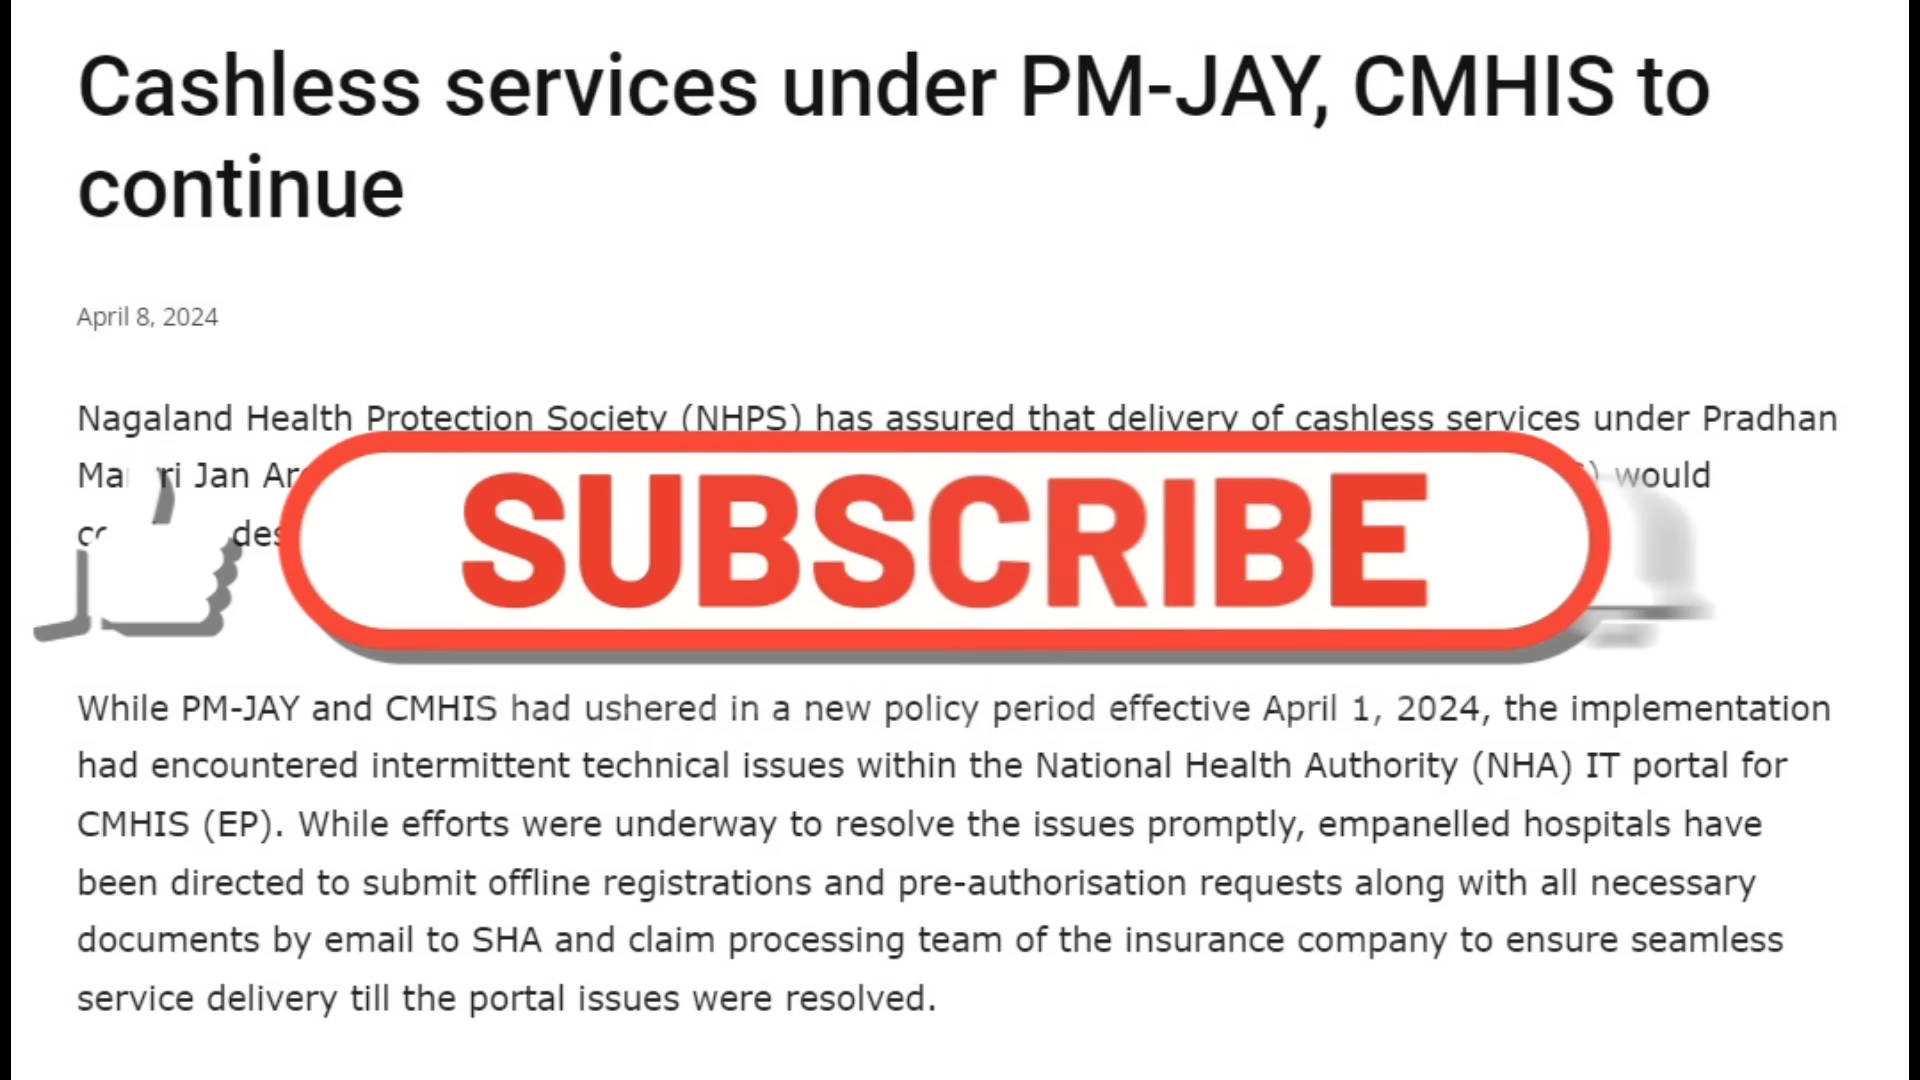 Cashless services under PM-JAY, CMHIS to
continue
April 8, 2024
Nagaland Health Protection Society (NHPS) has assured that delivery of cashless services under Pradhan
Jan would
SUBSCRIBE
While PM-JAY and CMHIS had ushered in a new policy period effective April 1, 2024, the implementation
had encountered intermittent technical issues within the National Health Authority (NHA) IT portal for
CMHIS (EP). While efforts were underway to resolve the issues promptly, empanelled hospitals have
been directed to submit offline registrations and pre-authorisation requests along with all necessary
documents by email to SHA and claim processing team of the insurance company to ensure seamless
service delivery till the portal issues were resolved.